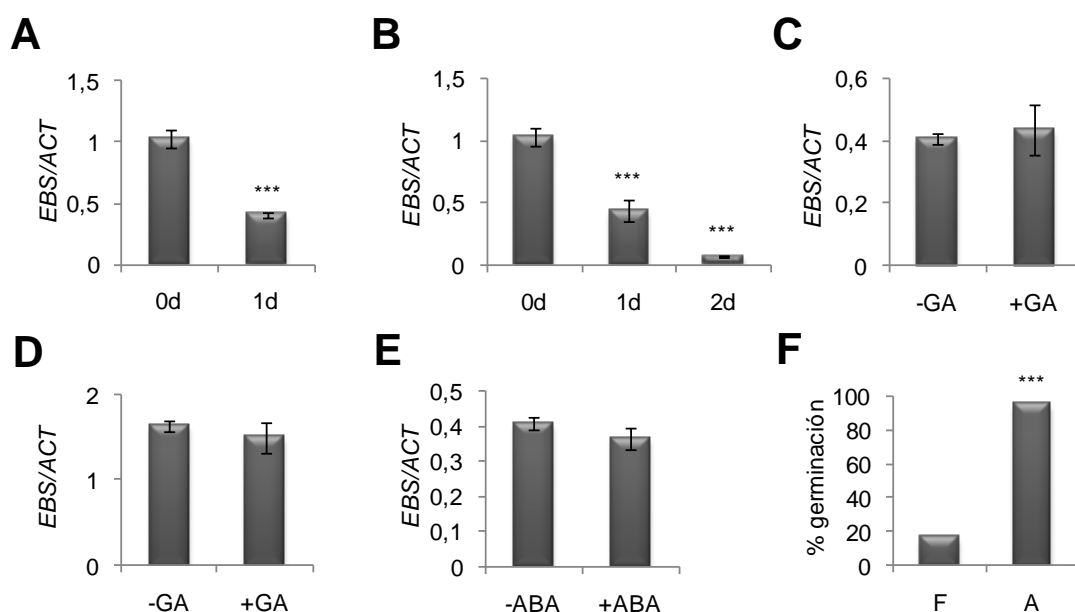 A
1,5
1
0,5
0
EBS/ACT
***
0d 1d
B
1,5
1
0,5
0
EBS/ACT
***
***
0d 1d 2d
C
0,6
0,4
0,2
0
EBS/ACT
-GA +GA
D
2
1
0
EBS/ACT
-GA +GA
E
0,5
0,4
0,3
0,2
0,1
0
EBS/ACT
-ABA +ABA
F
100
80
60
40
20
0
% germinación
***
F A